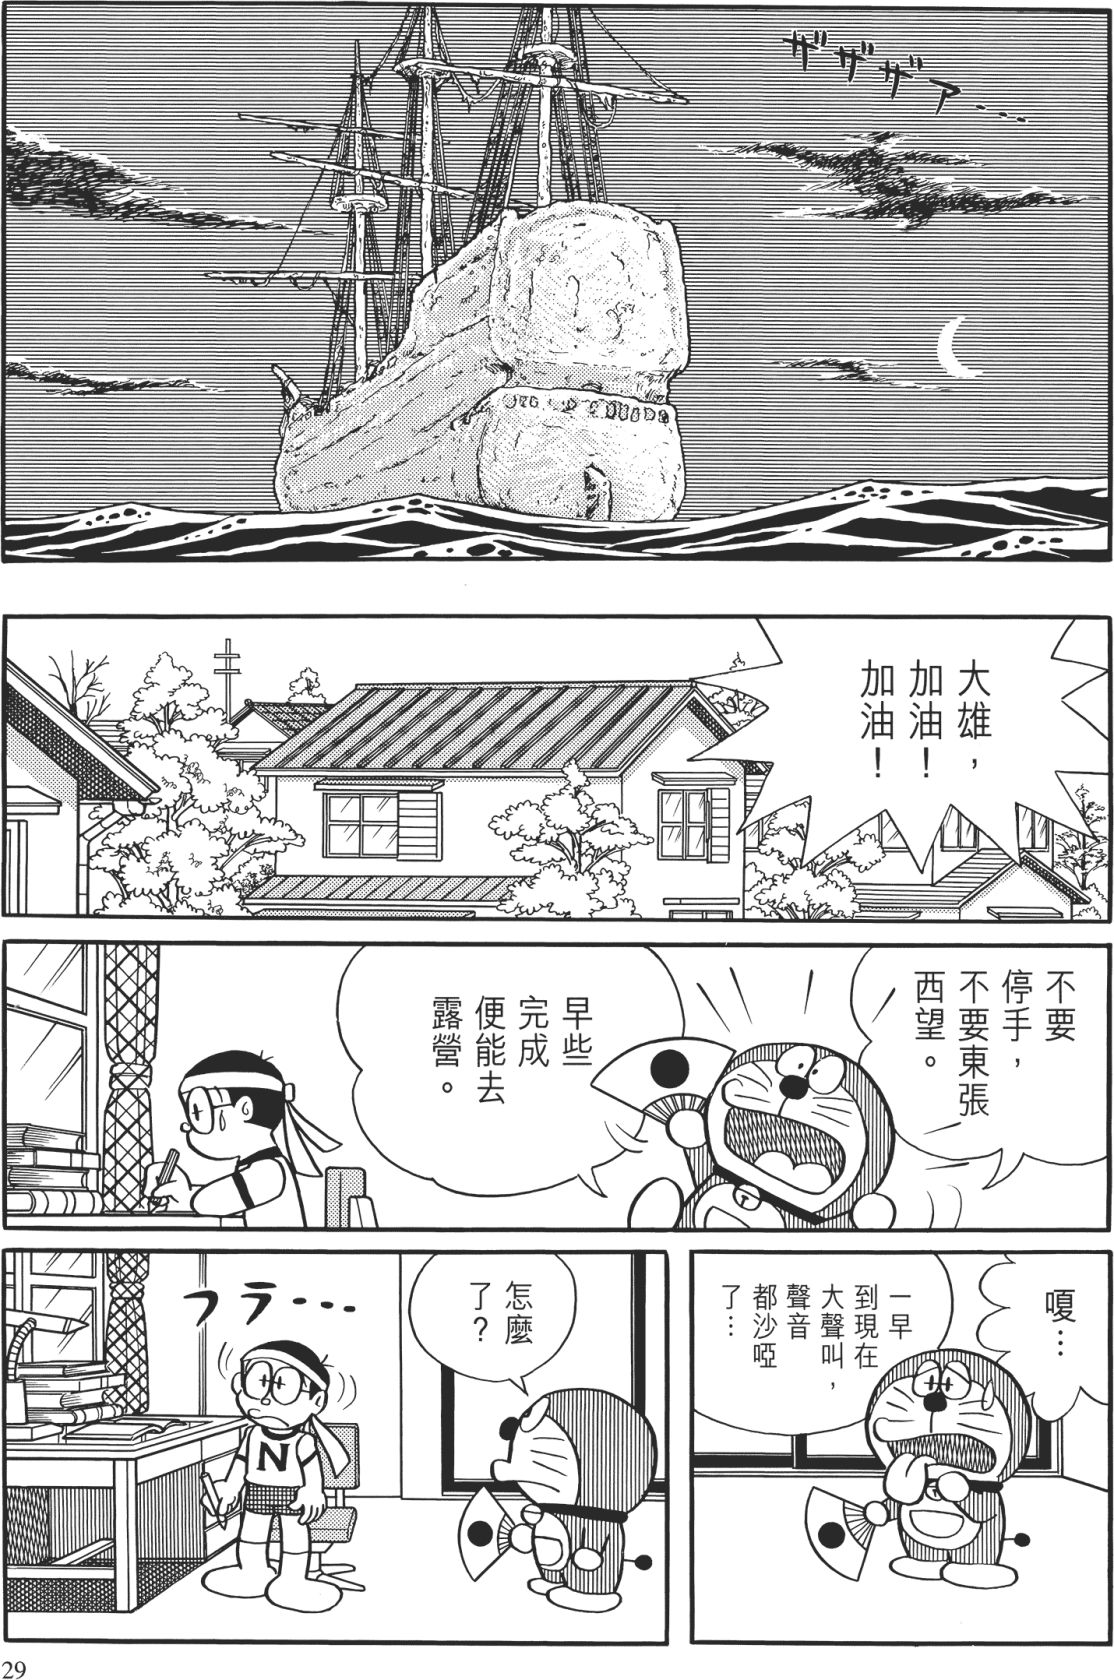 ザザザァ…
大雄，
加油！
加油！
不要
停手，
不要東張
西望。
早些
完成
便能去
露營。
嗄…
一早
到現在
大聲叫，
聲音
都沙啞
了…
怎麼
了？
フラ…
N
29